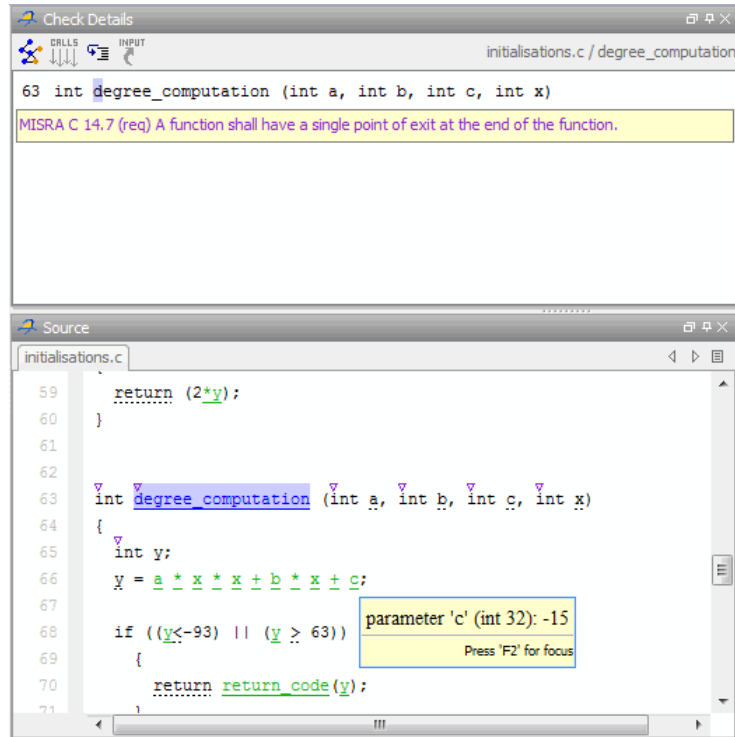 Check Details
CALLS
INPUT
initialisations.c / degree_computation
63 int degree_computation (int a, int b, int c, int x)
MISRA C 14.7 (req) A function shall have a single point of exit at the end of the function.
Source
initialisations.c
59 return (2*y);
60 }
61
62
63 int degree_computation (int a, int b, int c, int x)
64 {
65 int y;
66 y = a * x * x + b * x + c;
67
parameter 'c' (int 32): -15
68 if ((y<-93) || (y > 63))
Press 'F2' for focus
69 {
70 return return_code(y);
71 }